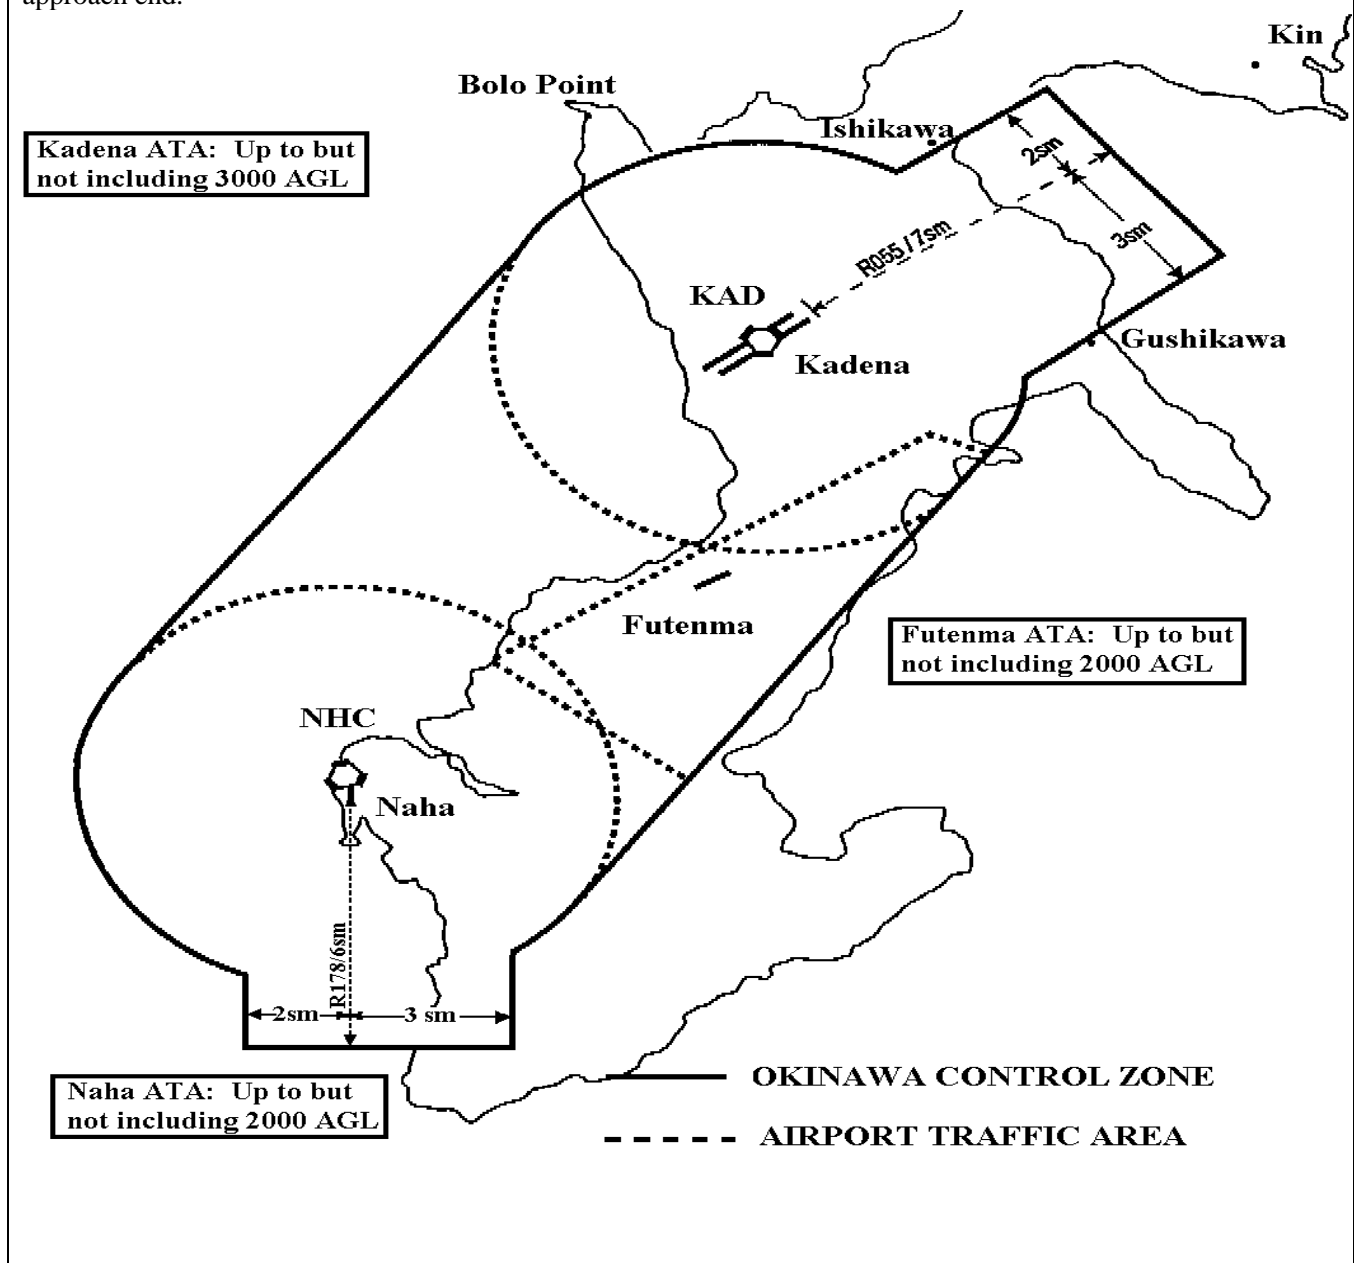 approach end.
Kin
Bolo Point
Ishikawa
Kadena ATA: Up to but
not including 3000 AGL
2sm
3sm
R055 / 7sm
KAD
Gushikawa
Kadena
Futenma
Futenma ATA: Up to but
not including 2000 AGL
NHC
Naha
R178/6sm
2sm
3 sm
Naha ATA: Up to but
not including 2000 AGL
OKINAWA CONTROL ZONE
AIRPORT TRAFFIC AREA